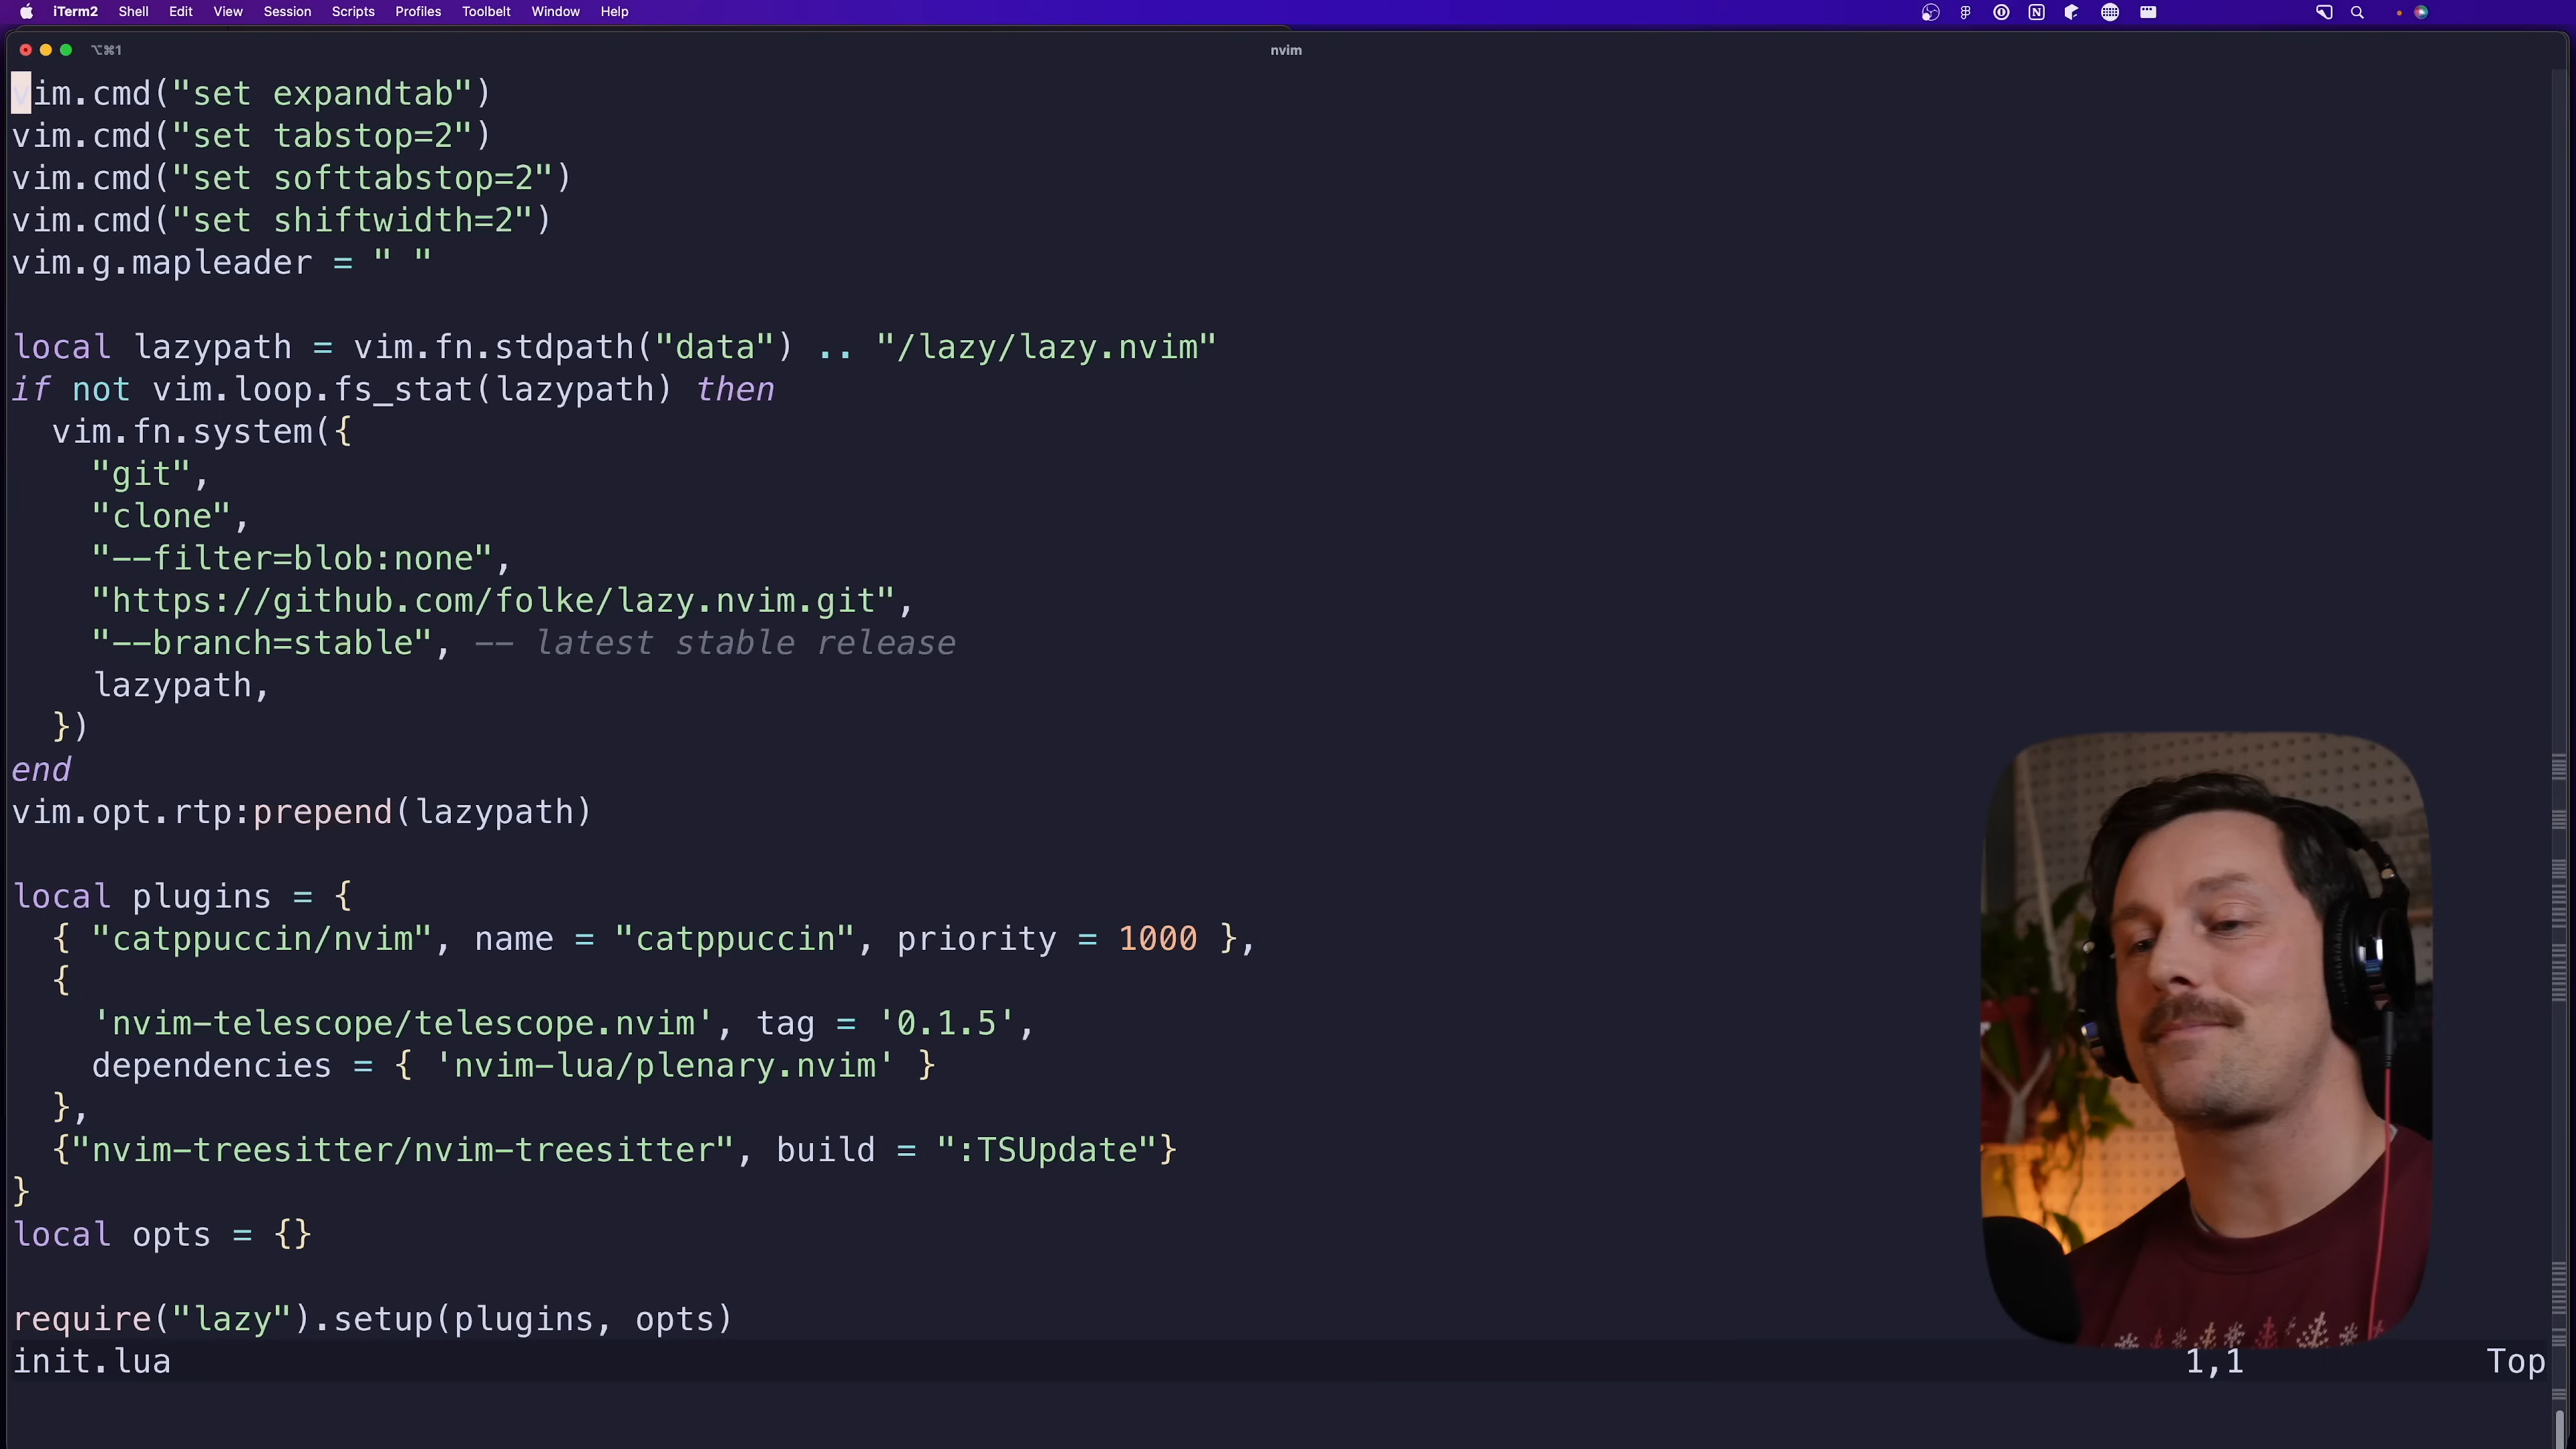 iTerm2 Shell Edit View Session Scripts Profiles Toolbelt Window Help
⌥⌘1 nvim
vim.cmd("set expandtab")
vim.cmd("set tabstop=2")
vim.cmd("set softtabstop=2")
vim.cmd("set shiftwidth=2")
vim.g.mapleader = " "
local lazypath = vim.fn.stdpath("data") .. "/lazy/lazy.nvim"
if not vim.loop.fs_stat(lazypath) then
  vim.fn.system({
    "git",
    "clone",
    "--filter=blob:none",
    "https://github.com/folke/lazy.nvim.git",
    "--branch=stable", -- latest stable release
    lazypath,
  })
end
vim.opt.rtp:prepend(lazypath)
local plugins = {
  { "catppuccin/nvim", name = "catppuccin", priority = 1000 },
  {
    'nvim-telescope/telescope.nvim', tag = '0.1.5',
    dependencies = { 'nvim-lua/plenary.nvim' }
  },
  {"nvim-treesitter/nvim-treesitter", build = ":TSUpdate"}
}
local opts = {}
require("lazy").setup(plugins, opts)
init.lua 1,1 Top